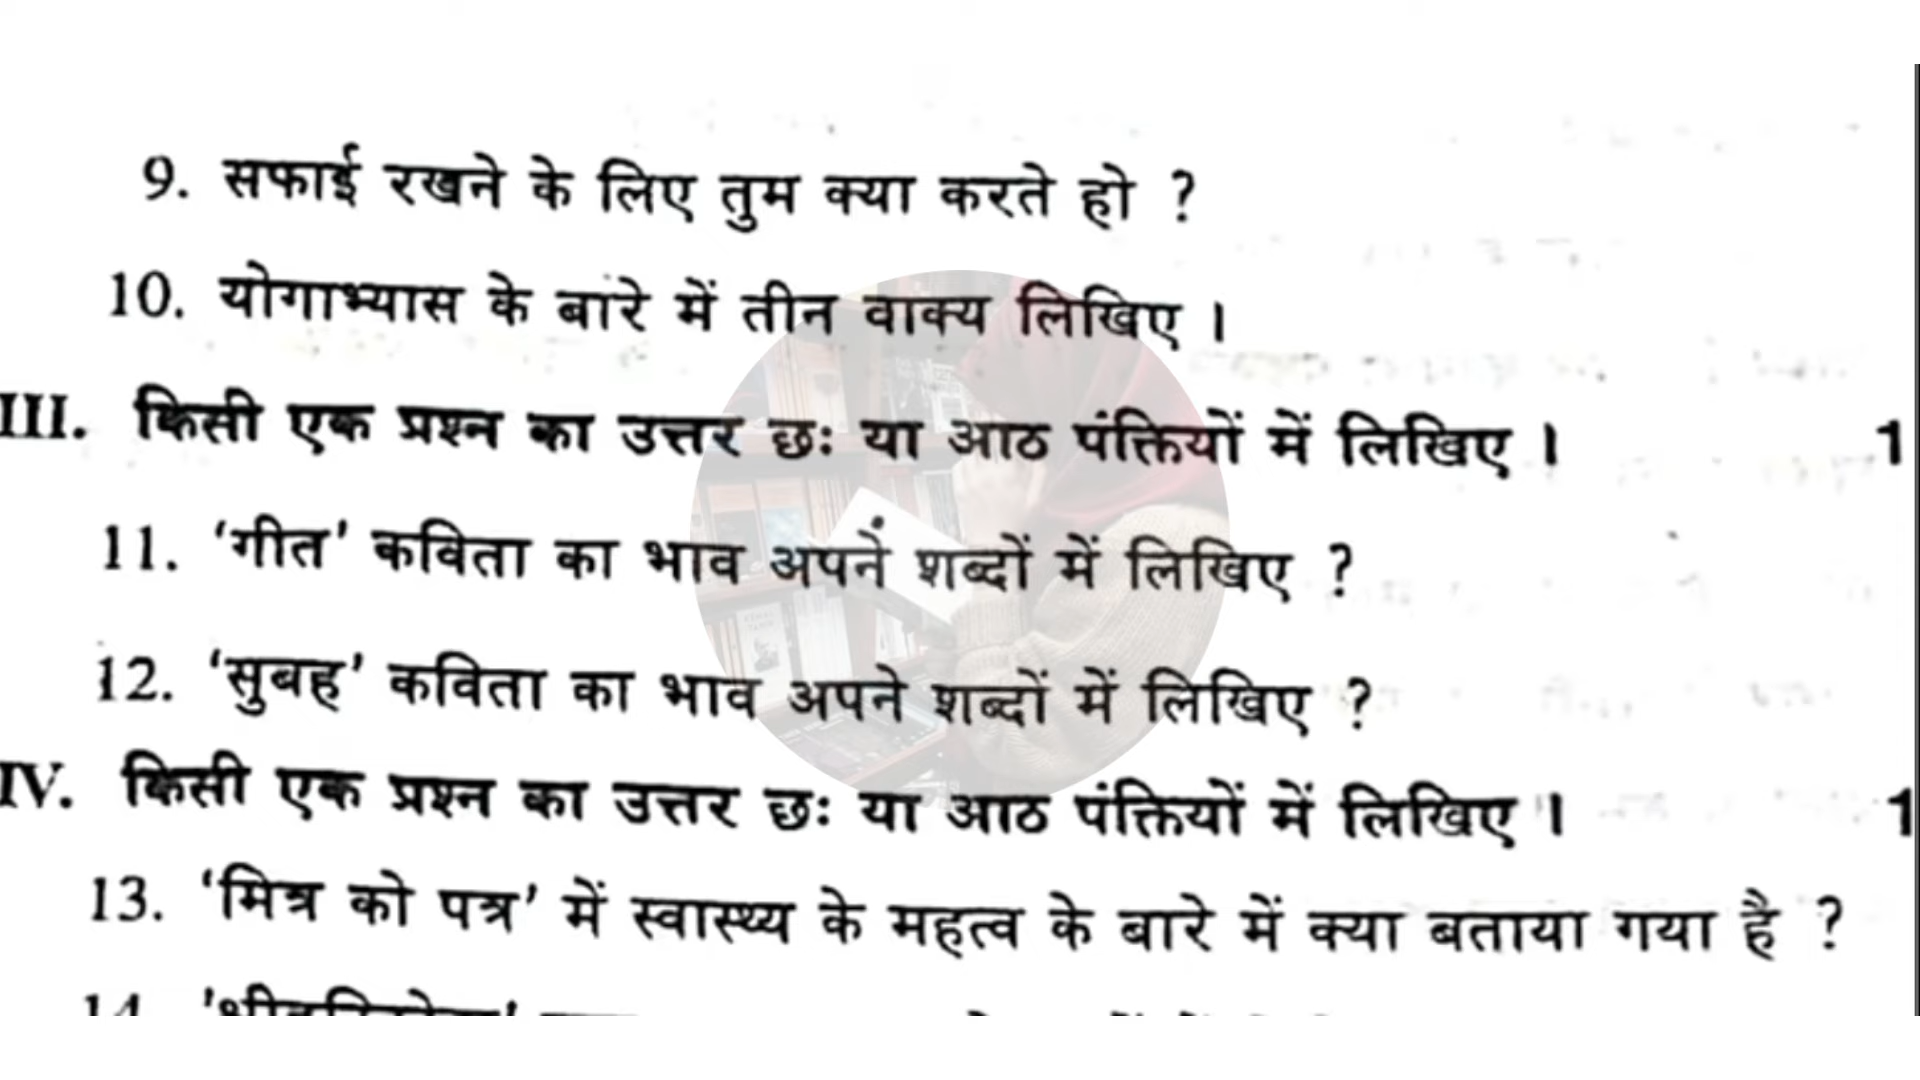 9. सफाई रखने के लिए तुम क्या करते हो ?
10. योगाभ्यास के बारे में तीन वाक्य लिखिए ।
III. किसी एक प्रश्न का उत्तर छः या आठ पंक्तियों में लिखिए । 1
11. ‘गीत’ कविता का भाव अपने शब्दों में लिखिए ?
12. ‘सुबह’ कविता का भाव अपने शब्दों में लिखिए ?
IV. किसी एक प्रश्न का उत्तर छः या आठ पंक्तियों में लिखिए । 1
13. ‘मित्र को पत्र’ में स्वास्थ्य के महत्व के बारे में क्या बताया गया है ?
14.